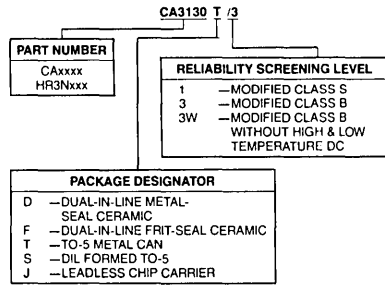 CA3130 T /3
PART NUMBER
CAxxxx
HR3Nxxx
RELIABILITY SCREENING LEVEL
1 —MODIFIED CLASS S
3 —MODIFIED CLASS B
3W —MODIFIED CLASS B
WITHOUT HIGH & LOW
TEMPERATURE DC
PACKAGE DESIGNATOR
D —DUAL-IN-LINE METAL-
SEAL CERAMIC
F —DUAL-IN-LINE FRIT-SEAL CERAMIC
T —TO-5 METAL CAN
S —DIL FORMED TO-5
J —LEADLESS CHIP CARRIER